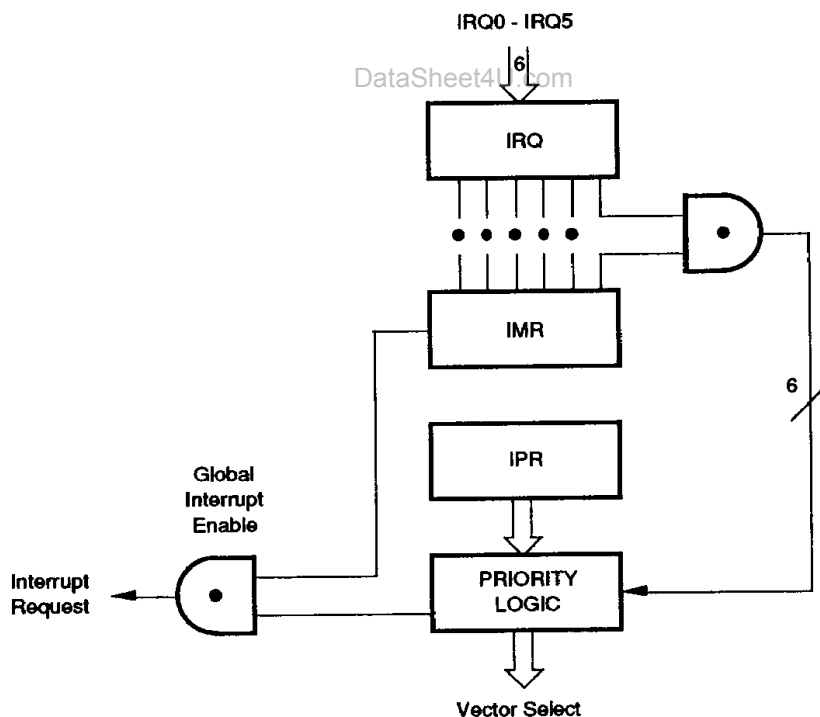 IRQ0 - IRQ5
6
DataSheet4U.com
IRQ
IMR
6
IPR
Global
Interrupt
Enable
PRIORITY
LOGIC
Interrupt
Request
Vector Select